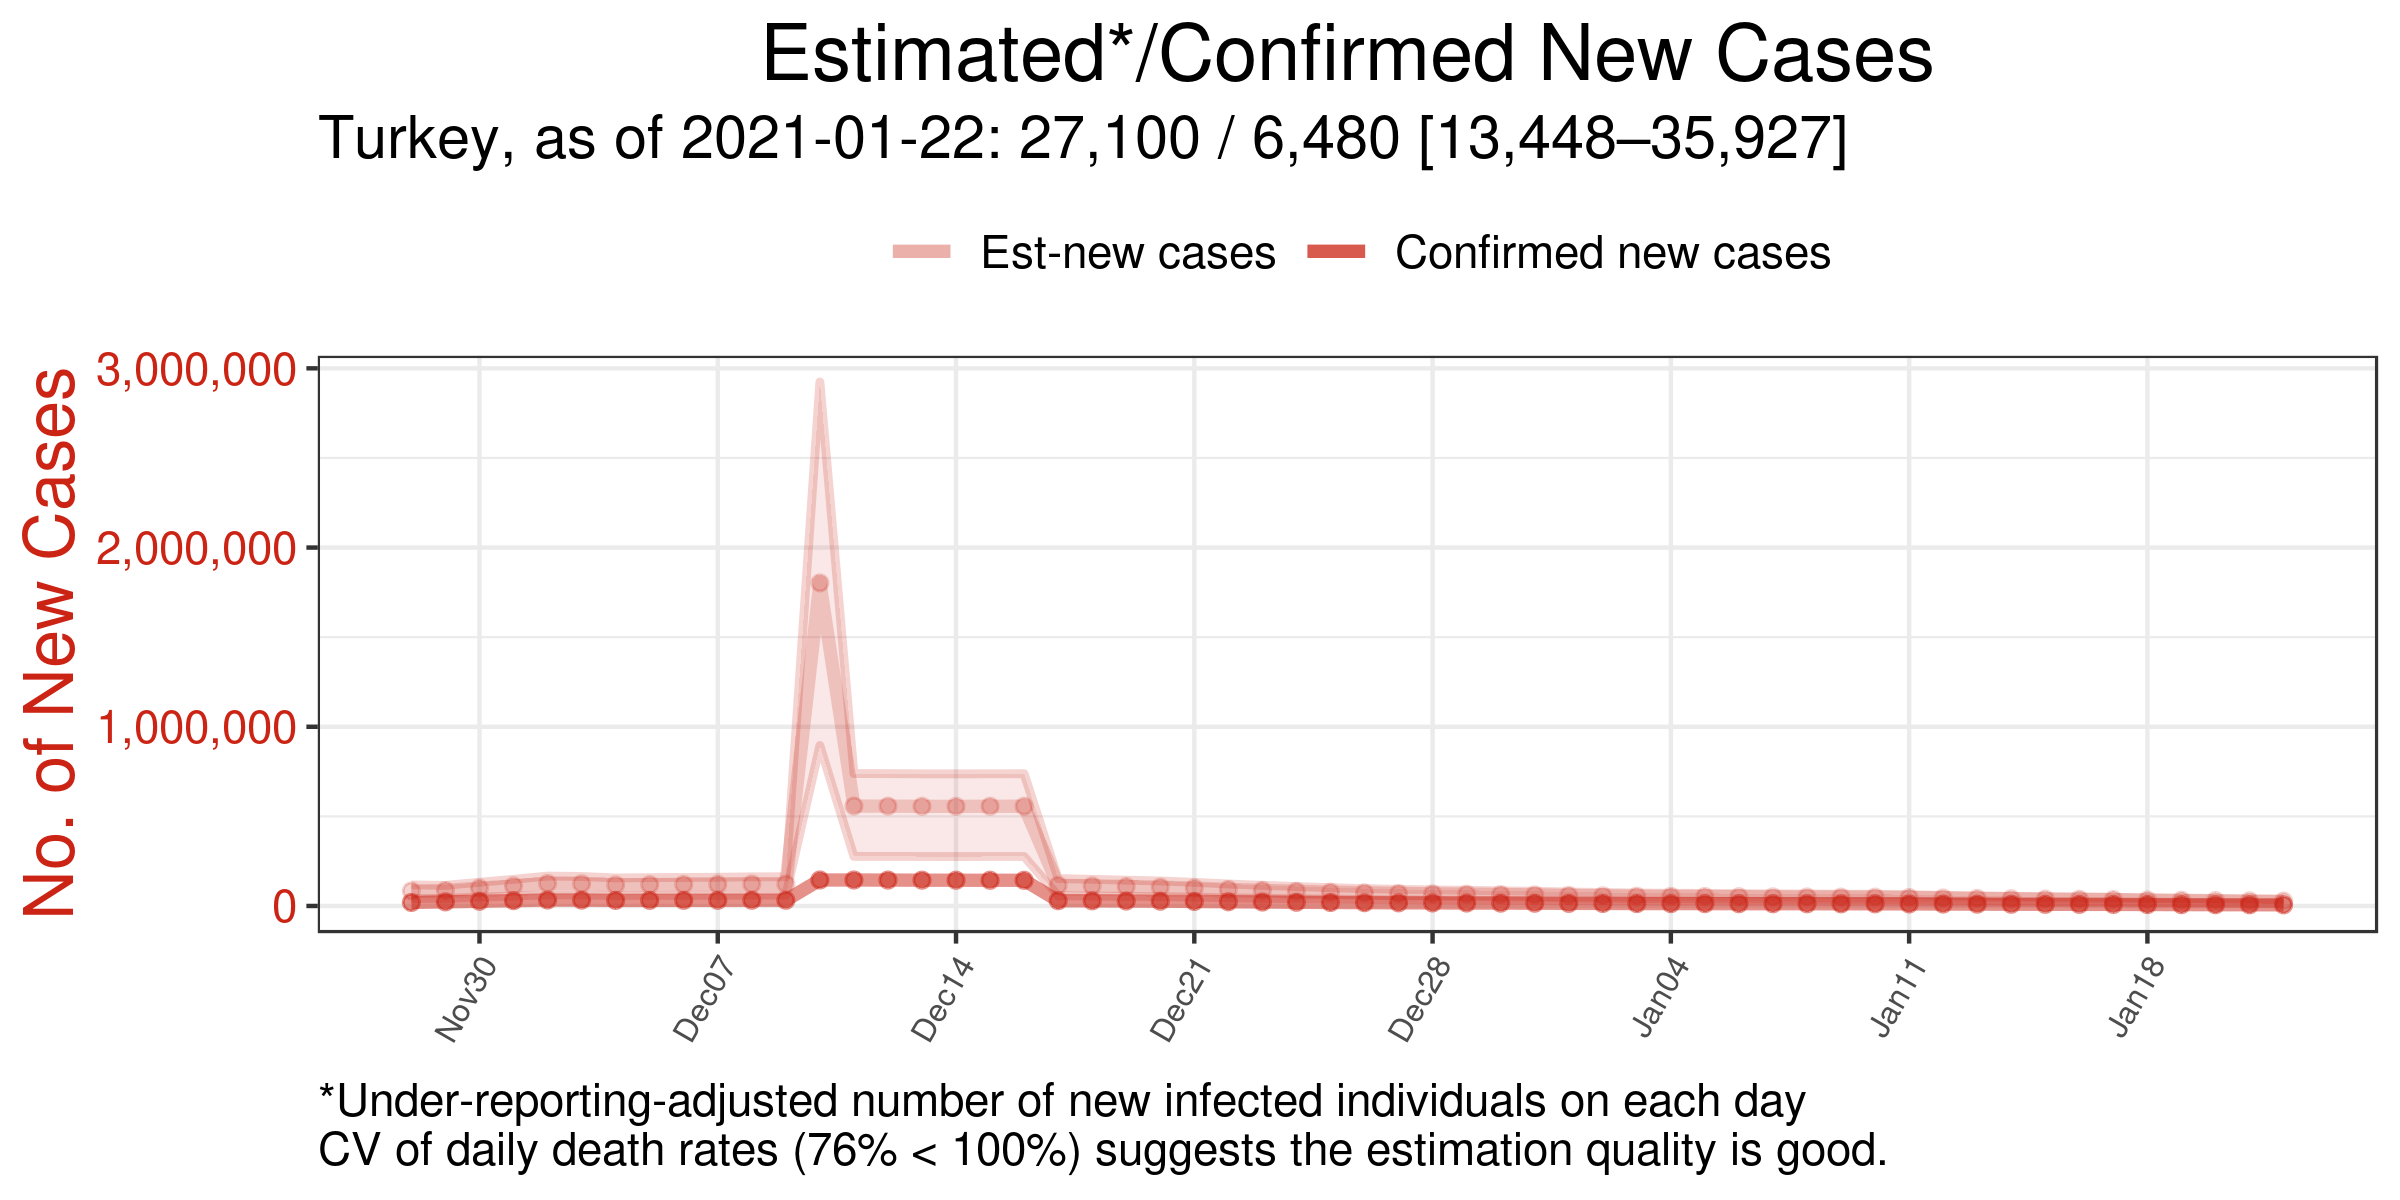 Estimated*/Confirmed New Cases
Turkey, as of 2021-01-22: 27,100 / 6,480 [13,448–35,927]
Est-new cases
Confirmed new cases
No. of New Cases
3,000,000
2,000,000
1,000,000
0
Nov30
Dec07
Dec14
Dec21
Dec28
Jan04
Jan11
Jan18
*Under-reporting-adjusted number of new infected individuals on each day
CV of daily death rates (76% < 100%) suggests the estimation quality is good.